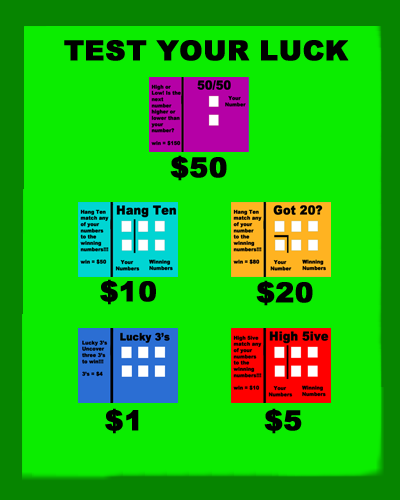 TEST YOUR LUCK
50/50
High or
Low! Is the
next
number
highe or
lower than
your
number?
win = $100
Your
Number
$50
Hang Ten
Hang Ten
match any
of your
numbers
to the
winning
numbers!!!
win = $50
Your
Numbers
Winning
Numbers
$10
Got 20?
Hang Ten
match any
of your
number
to the
winning
numbers!!!
win = $80
Your
Number
Winning
Numbers
$20
Lucky 3's
Lucky 3's
Uncover
three 3's
to win!!!
3's = $4
$1
High 5ive
High 5ive
match any
of your
numbers
to the
winning
numbers!!!
win = $10
Your
Numbers
Winning
Numbers
$5